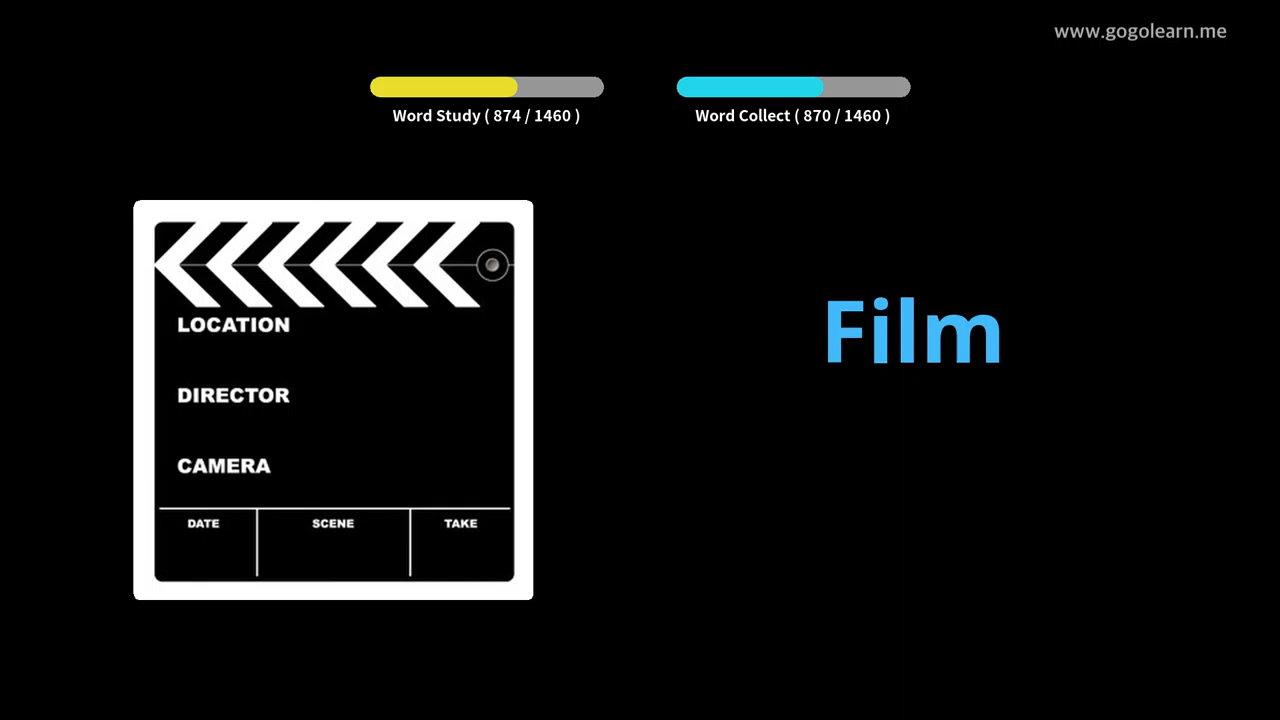 www.gogolearn.me
Word Study ( 874 / 1460 )
Word Collect ( 870 / 1460 )
LOCATION
DIRECTOR
CAMERA
DATE
SCENE
TAKE
Film